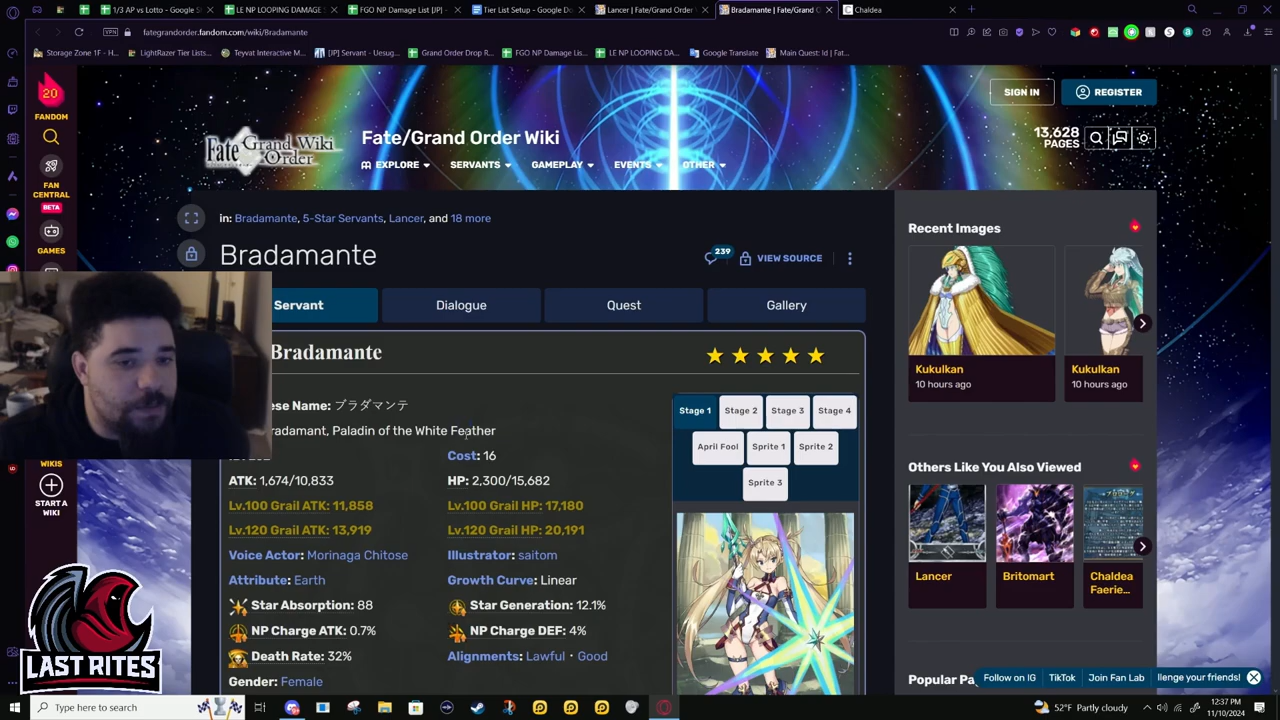 1/3 AP vs Lotto - Google S
LE NP LOOPING DAMAGE
FGO NP Damage List [JP]
Tier List Setup - Google Do
Lancer | Fate/Grand Order
Bradamante | Fate/Grand O
Chaldea
VPN
fategrandorder.fandom.com/wiki/Bradamante
Storage Zone 1F - H...
LightRazer Tier Lists...
Teyvat Interactive M...
[JP] Servant - Uesug...
Grand Order Drop R...
FGO NP Damage Lis...
LE NP LOOPING DA...
Google Translate
Main Quest: Id | Fat...
20
FANDOM
FAN CENTRAL
BETA
GAMES
WIKIS
START A WIKI
Fate Grand Order Wiki
Fate/Grand Order Wiki
EXPLORE
SERVANTS
GAMEPLAY
EVENTS
OTHER
SIGN IN
REGISTER
13,628 PAGES
in: Bradamante, 5-Star Servants, Lancer, and 18 more
Bradamante
239
VIEW SOURCE
Servant
Dialogue
Quest
Gallery
Bradamante
ese Name: ブラダマンテ
radamant, Paladin of the White Feather
Cost: 16
ATK: 1,674/10,833
HP: 2,300/15,682
Lv.100 Grail ATK: 11,858
Lv.100 Grail HP: 17,180
Lv.120 Grail ATK: 13,919
Lv.120 Grail HP: 20,191
Voice Actor: Morinaga Chitose
Illustrator: saitom
Attribute: Earth
Growth Curve: Linear
Star Absorption: 88
Star Generation: 12.1%
NP Charge ATK: 0.7%
NP Charge DEF: 4%
Death Rate: 32%
Alignments: Lawful・Good
Gender: Female
Stage 1
Stage 2
Stage 3
Stage 4
April Fool
Sprite 1
Sprite 2
Sprite 3
Recent Images
Kukulkan
10 hours ago
Kukulkan
10 hours ago
Others Like You Also Viewed
Lancer
Britomart
Chaldea Faerie...
Popular Pa
Follow on IG
TikTok
Join Fan Lab
llenge your friends!
LAST RITES
Type here to search
52°F Partly cloudy
12:37 PM
11/10/2024